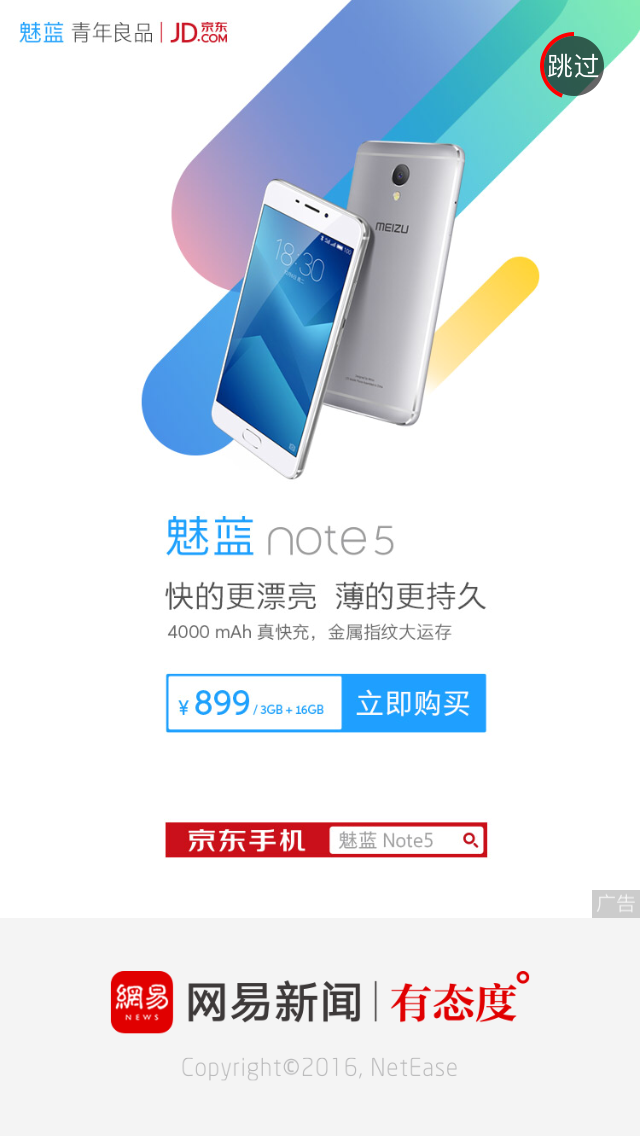 魅蓝 青年良品 JD京东.COM
跳过
MEIZU
18:30
魅蓝 note5
快的更漂亮 薄的更持久
4000 mAh 真快充，金属指纹大运存
¥ 899 / 3GB + 16GB 立即购买
京东手机 魅蓝 Note5
广告
網易 NEWS 网易新闻 有态度°
Copyright©2016, NetEase